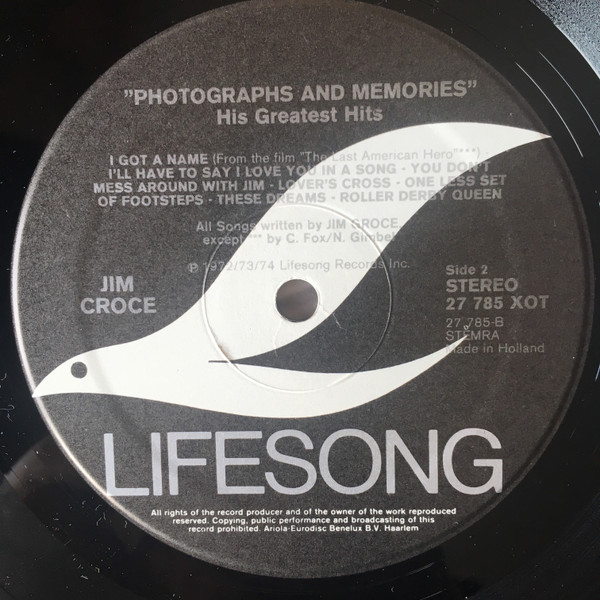 "PHOTOGRAPHS AND MEMORIES"
His Greatest Hits
I GOT A NAME (From the film "The Last American Hero"***) -
I'LL HAVE TO SAY I LOVE YOU IN A SONG - YOU DON'T
MESS AROUND WITH JIM - LOVER'S CROSS - ONE LESS SET
OF FOOTSTEPS - THESE DREAMS - ROLLER DERBY QUEEN
All Songs written by JIM CROCE,
except *** by C. Fox/N. Gimbel
℗ 1972/73/74 Lifesong Records Inc.
JIM
CROCE
Side 2
STEREO
27 785 XOT
27 785-B
STEMRA
Made in Holland
LIFESONG
All rights of the record producer and of the owner of the work reproduced
reserved. Copying, public performance and broadcasting of this
record prohibited. Ariola-Eurodisc Benelux B.V. Haarlem